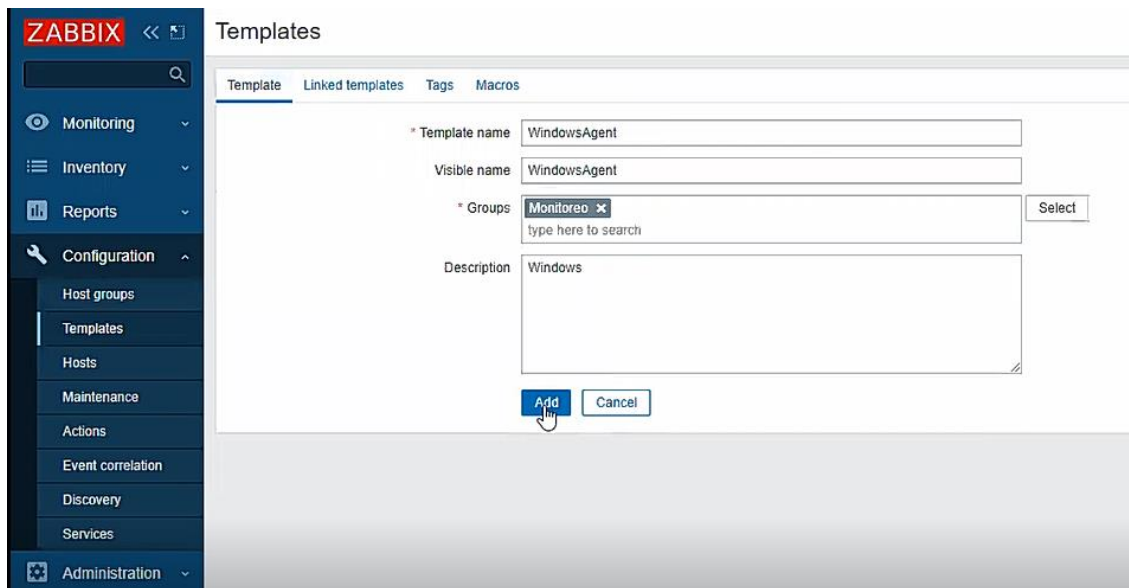 ZABBIX
Templates
Template Linked templates Tags Macros
Monitoring
Inventory
Reports
Configuration
Host groups
Templates
Hosts
Maintenance
Actions
Event correlation
Discovery
Services
Administration
* Template name WindowsAgent
Visible name WindowsAgent
* Groups Monitoreo Select
type here to search
Description Windows
Add Cancel